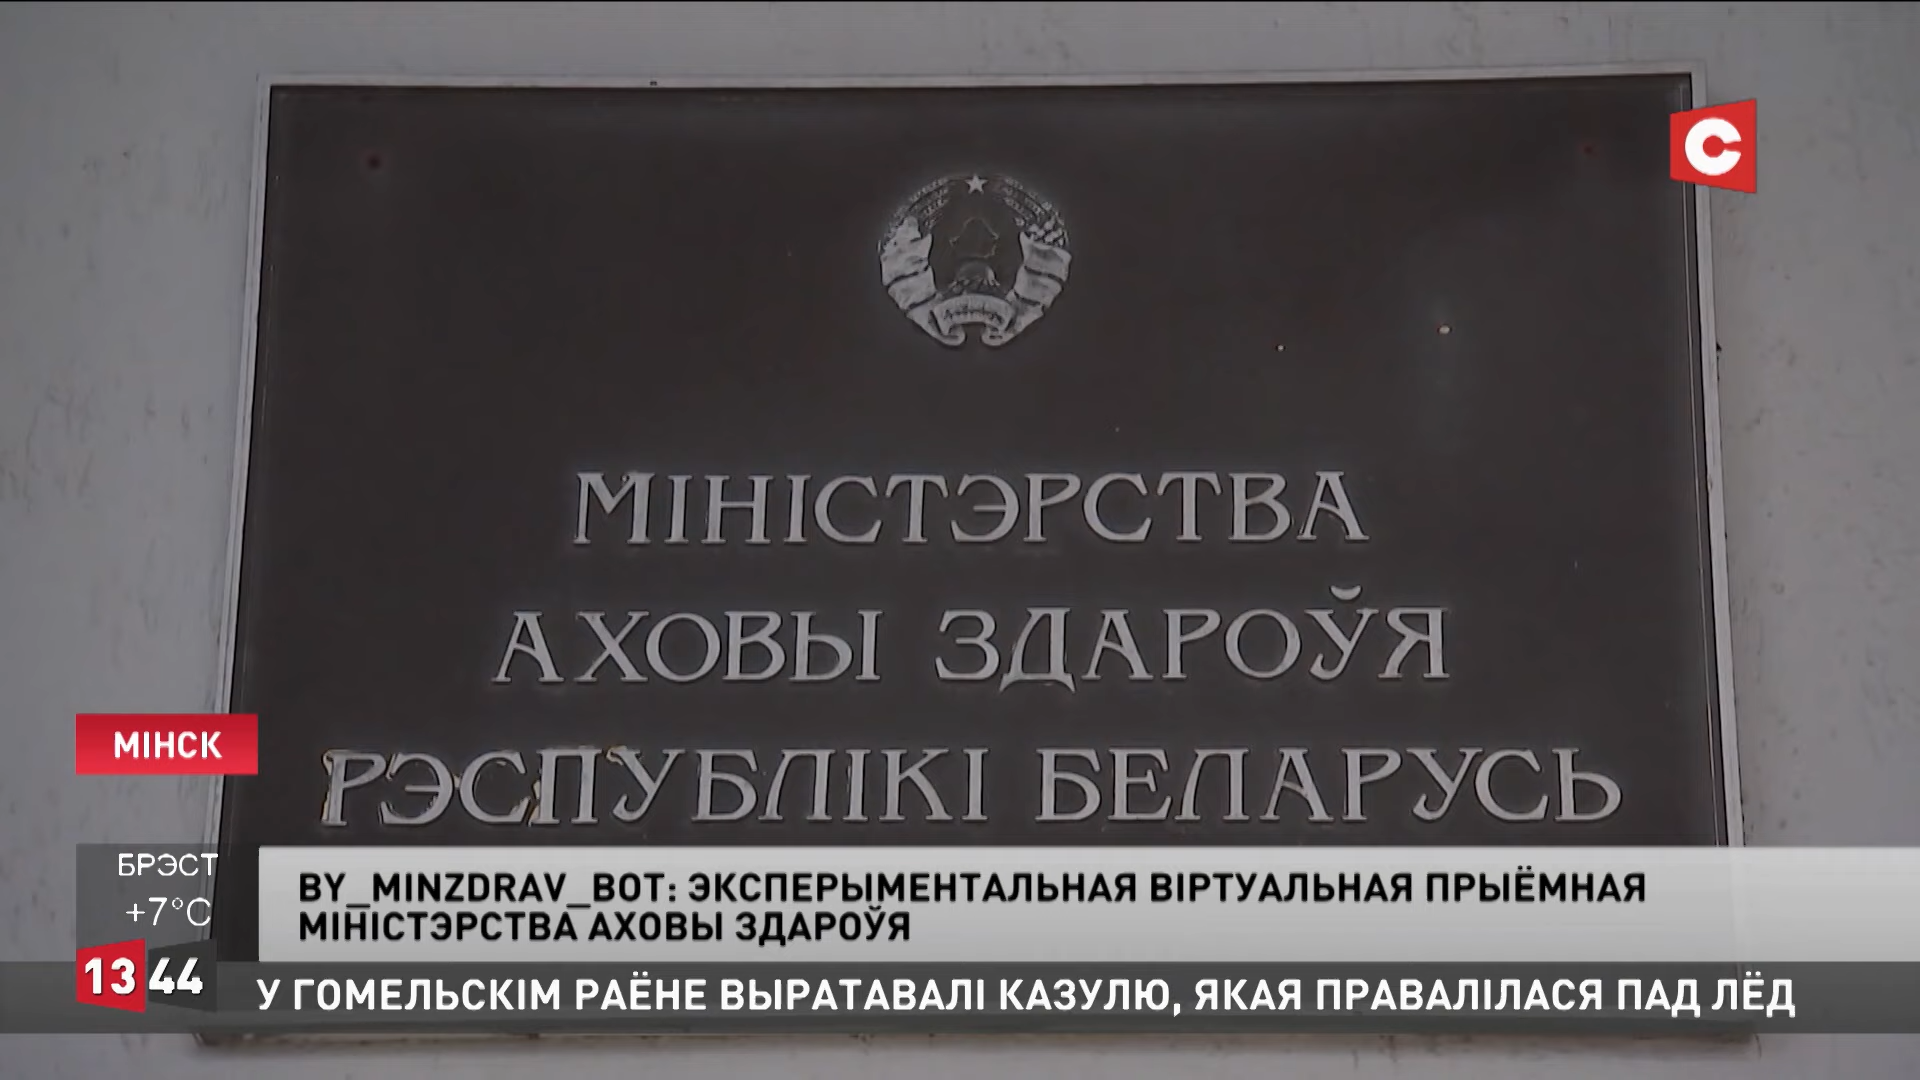 С
МІНІСТЭРСТВА
АХОВЫ ЗДАРОЎЯ
РЭСПУБЛІКІ БЕЛАРУСЬ
МІНСК
БРЭСТ
+7°C
BY_MINZDRAV_BOT: ЭКСПЕРЫМЕНТАЛЬНАЯ ВІРТУАЛЬНАЯ ПРЫЁМНАЯ
МІНІСТЭРСТВА АХОВЫ ЗДАРОЎЯ
13 44
У ГОМЕЛЬСКІМ РАЁНЕ ВЫРАТАВАЛІ КАЗУЛЮ, ЯКАЯ ПРАВАЛІЛАСЯ ПАД ЛЁД